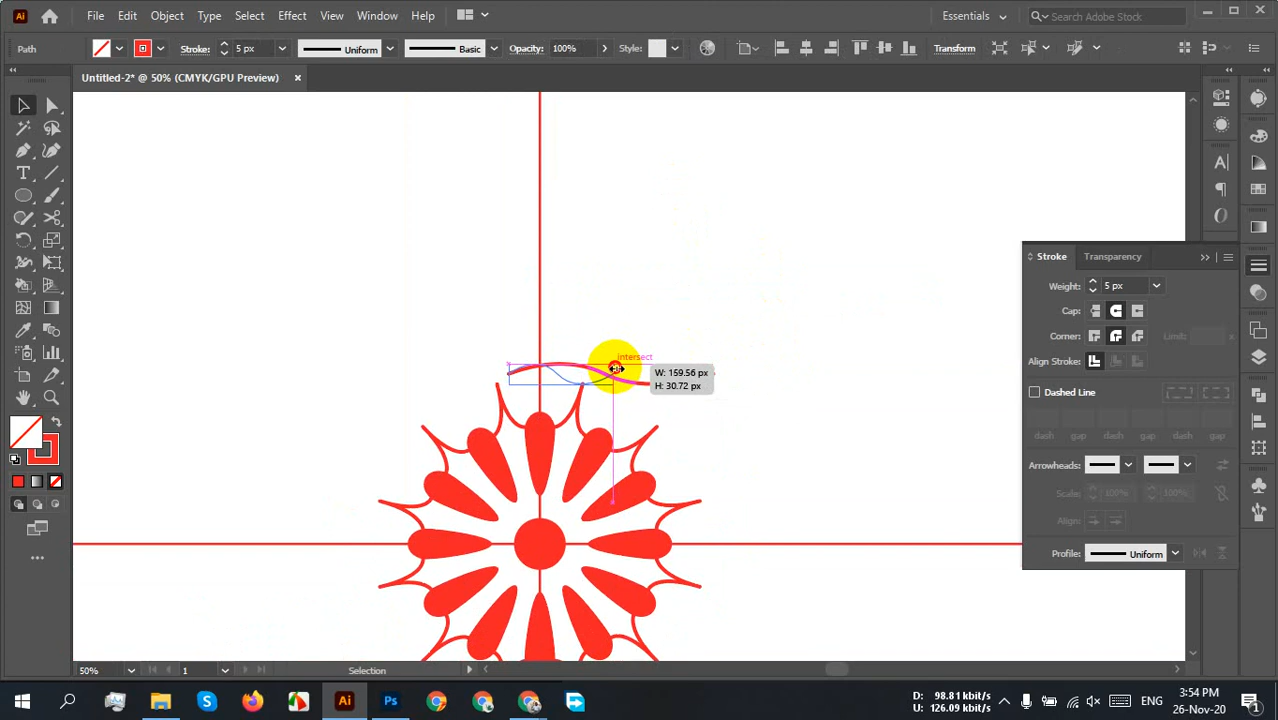 Ai File Edit Object Type Select Effect View Window Help Essentials Search Adobe Stock
Path Stroke: 5 px Uniform Basic Opacity: 100% Style: Transform
Untitled-2* @ 50% (CMYK/GPU Preview)
Stroke Transparency
Weight: 5 px
Cap:
Corner: Limit:
Align Stroke:
Dashed Line
dash gap dash gap dash gap
Arrowheads:
Scale: 100% 100%
Align:
Profile: Uniform
intersect
W: 159.56 px
H: 30.72 px
50% 1 Selection
Ai Ps
D: 98.81 kbit/s
U: 126.09 kbit/s
ENG
3:54 PM
26-Nov-20
1